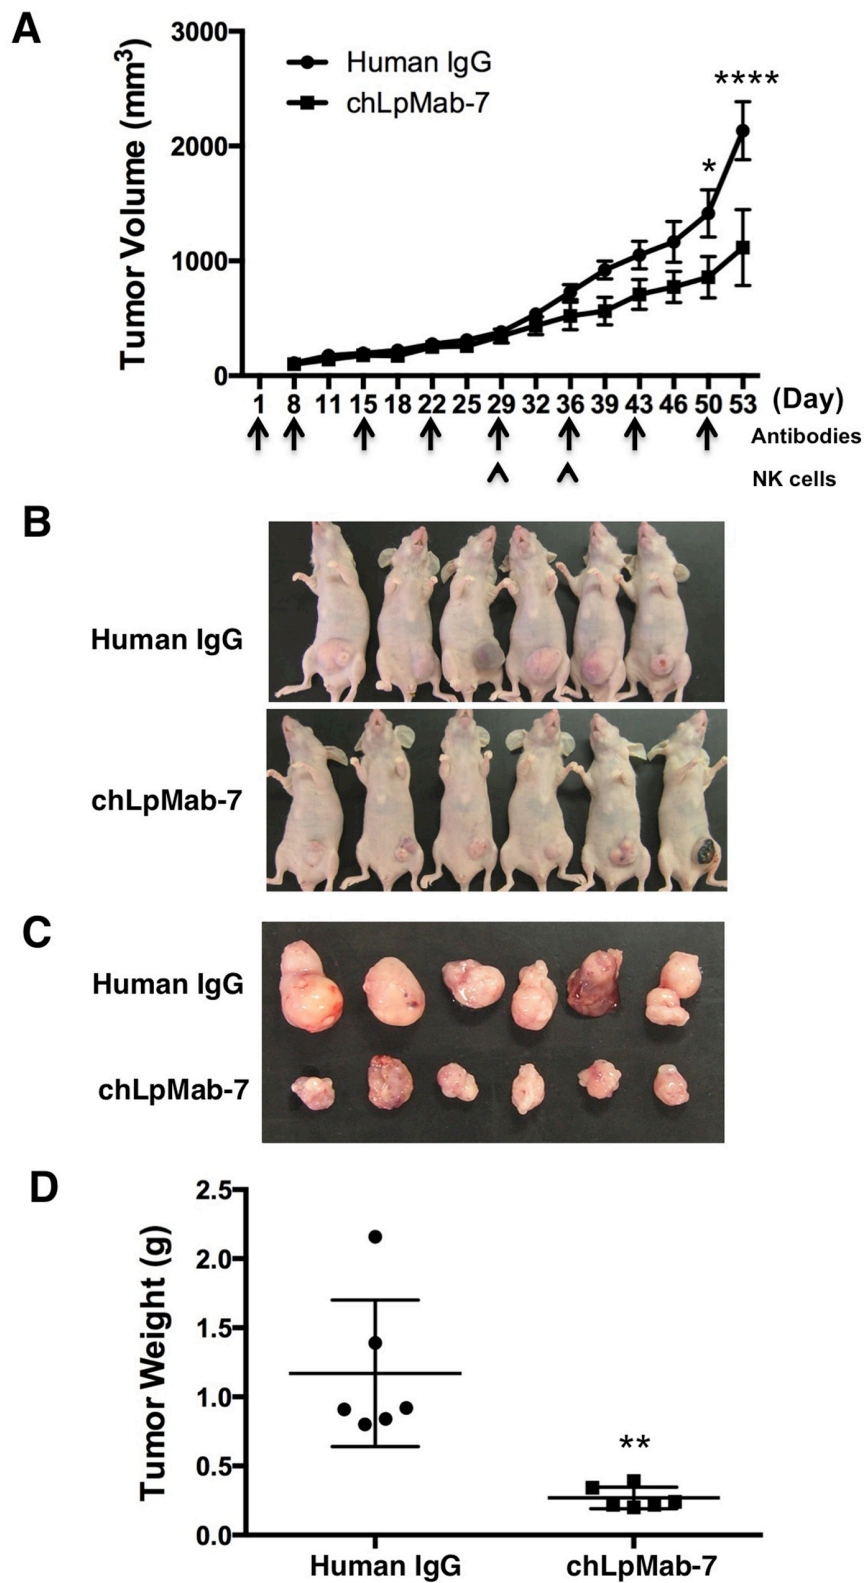 A
Tumor Volume (mm³)
3000
2000
1000
0
Human IgG
chLpMab-7
*
****
1 8 11 15 18 22 25 29 32 36 39 43 46 50 53 (Day)
Antibodies
NK cells
B
Human IgG
chLpMab-7
C
Human IgG
chLpMab-7
D
Tumor Weight (g)
2.5
2.0
1.5
1.0
0.5
0.0
**
Human IgG
chLpMab-7